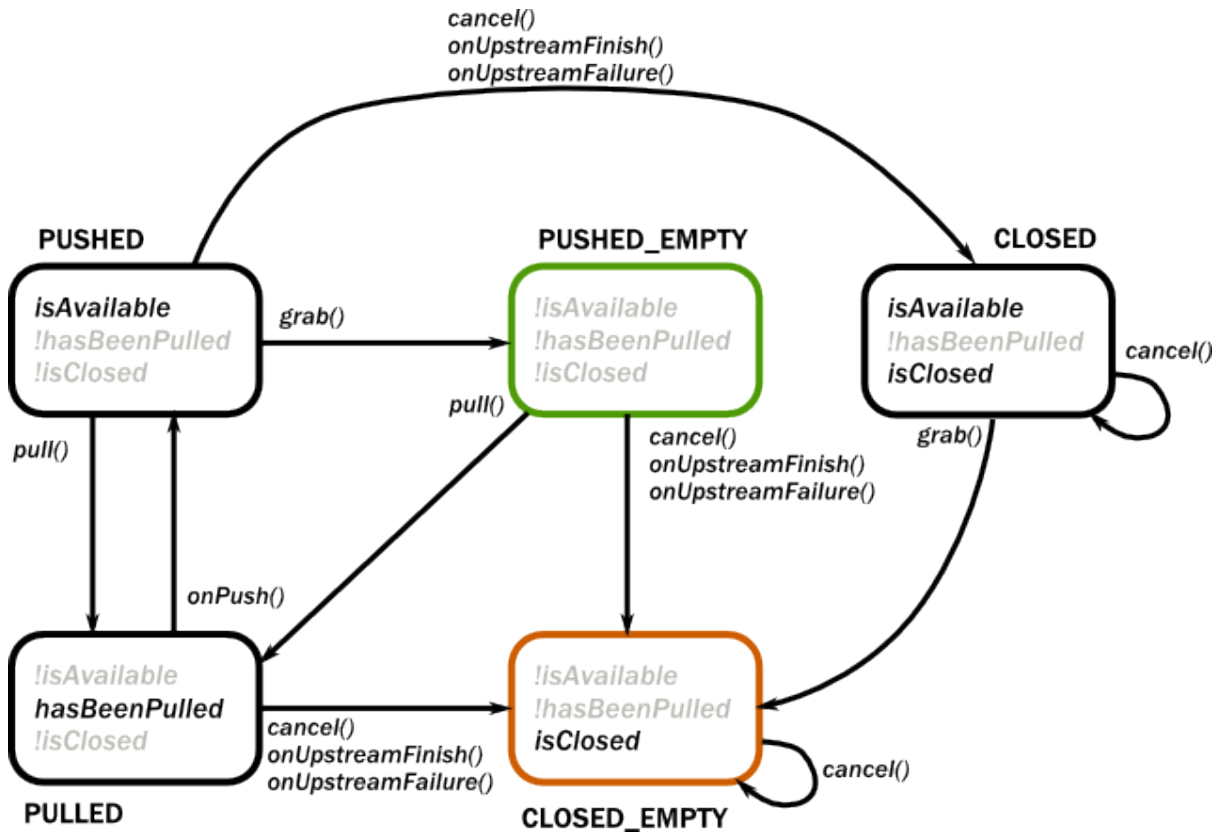 cancel()
onUpstreamFinish()
onUpstreamFailure()
PUSHED
PUSHED_EMPTY
CLOSED
isAvailable
!hasBeenPulled
!isClosed
grab()
!isAvailable
!hasBeenPulled
!isClosed
isAvailable
!hasBeenPulled
isClosed
cancel()
pull()
pull()
cancel()
onUpstreamFinish()
onUpstreamFailure()
grab()
onPush()
!isAvailable
hasBeenPulled
!isClosed
cancel()
onUpstreamFinish()
onUpstreamFailure()
!isAvailable
!hasBeenPulled
isClosed
cancel()
PULLED
CLOSED_EMPTY